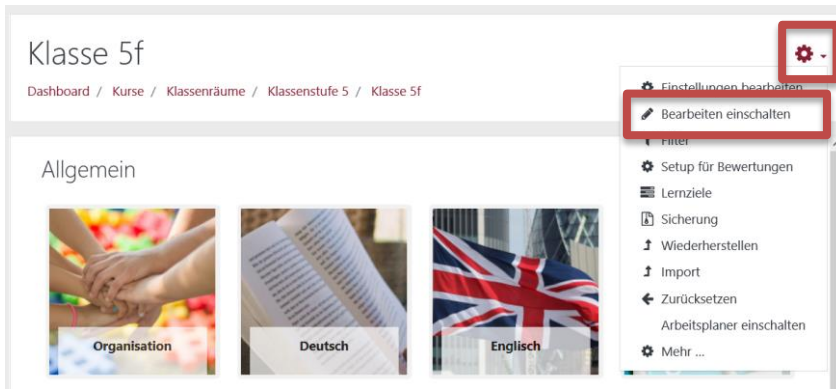 Klasse 5f
Dashboard / Kurse / Klassenräume / Klassenstufe 5 / Klasse 5f
Einstellungen bearbeiten
Bearbeiten einschalten
Filter
Setup für Bewertungen
Lernziele
Sicherung
Wiederherstellen
Import
Zurücksetzen
Arbeitsplaner einschalten
Mehr ...
Allgemein
Organisation
Deutsch
Englisch